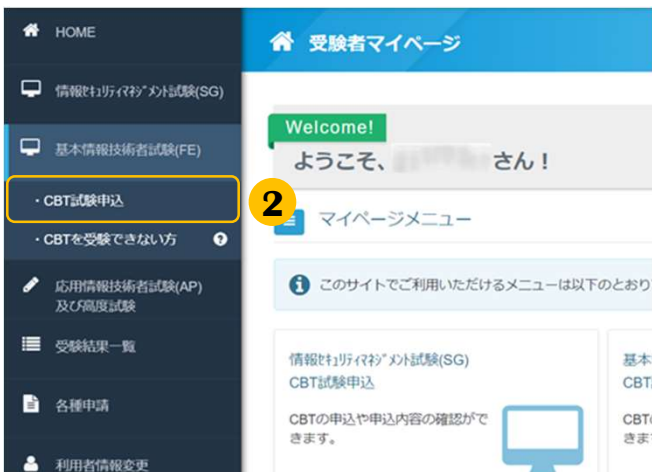 HOME
情報ｾｷｭﾘﾃｨﾏﾈｼﾞﾒﾝﾄ試験(SG)
基本情報技術者試験(FE)
・CBT試験申込
・CBTを受験できない方 ?
応用情報技術者試験(AP)
及び高度試験
受験結果一覧
各種申請
利用者情報変更
受験者マイページ
Welcome!
ようこそ、 さん！
2
マイページメニュー
このサイトでご利用いただけるメニューは以下のとおり
情報ｾｷｭﾘﾃｨﾏﾈｼﾞﾒﾝﾄ試験(SG)
CBT試験申込
CBTの申込や申込内容の確認がで
きます。
基本
CBT
CBT
きま